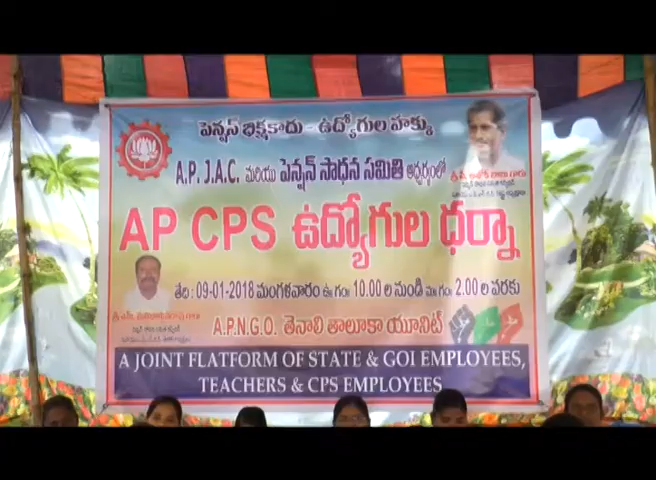 పెన్షన్ భిక్షకాదు - ఉద్యోగుల హక్కు
A.P. J.A.C. మరియు పెన్షన్ సాధన సమితి ఆధ్వర్యంలో
AP CPS ఉద్యోగుల ధర్నా
తేది : 09-01-2018 మంగళవారం ఉ॥ గం॥ 10.00 ల నుండి మ॥ గం॥ 2.00 ల వరకు
A.P.N.G.O. తెనాలి తాలూకా యూనిట్
A JOINT FLATFORM OF STATE & GOI EMPLOYEES,
TEACHERS & CPS EMPLOYEES